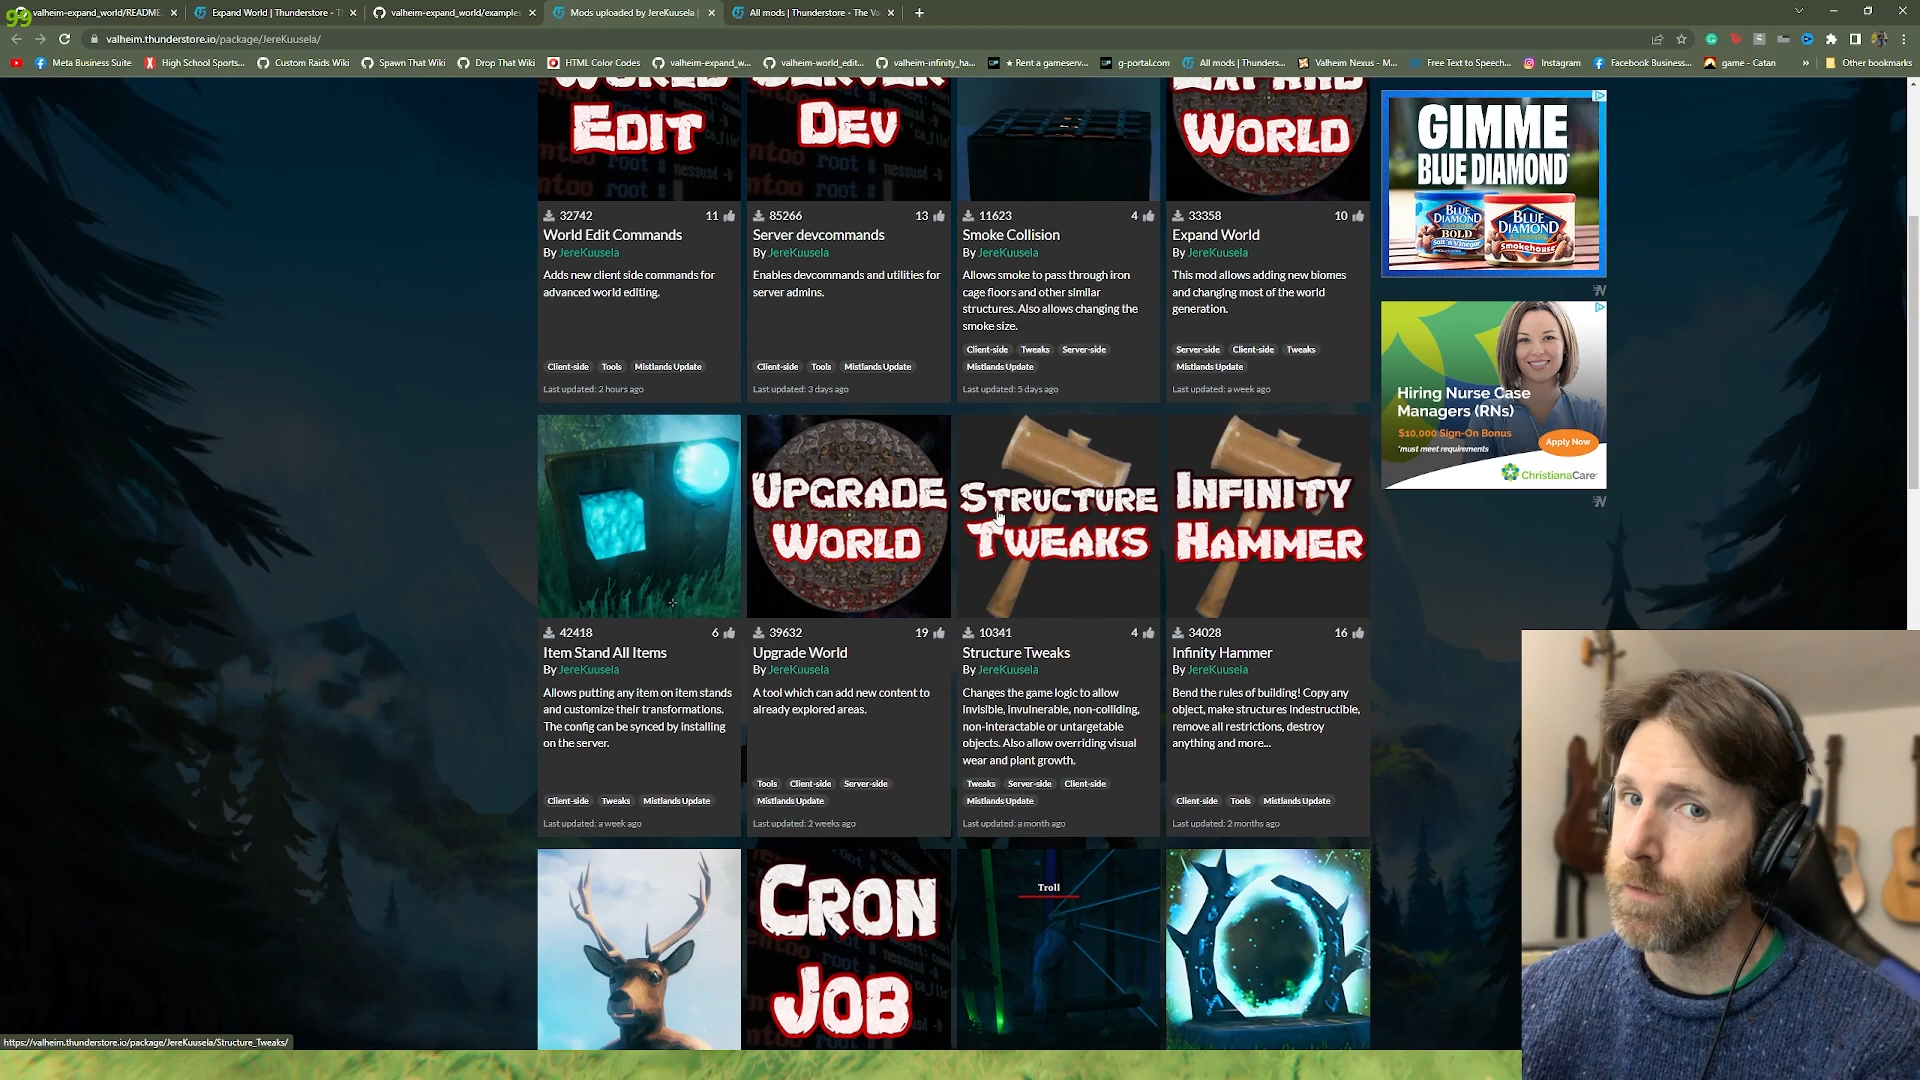 99
valheim-expand_world/README.
Expand World | Thunderstore - T
valheim-expand_world/examples
Mods uploaded by JereKuusela |
All mods | Thunderstore - The Va
valheim.thunderstore.io/package/JereKuusela/
Meta Business Suite
High School Sports...
Custom Raids Wiki
Spawn That Wiki
Drop That Wiki
HTML Color Codes
valheim-expand_w...
valheim-world_edit...
valheim-infinity_ha...
★ Rent a gameserv...
g-portal.com
All mods | Thunders...
Valheim Nexus - M...
Free Text to Speech...
Instagram
Facebook Business...
game - Catan
»
Other bookmarks
WORLD
EDIT
SERVER
DEV
EXPAND
WORLD
32742 11
World Edit Commands
By JereKuusela
Adds new client side commands for
advanced world editing.
Client-side Tools Mistlands Update
Last updated: 2 hours ago
85266 13
Server devcommands
By JereKuusela
Enables devcommands and utilities for
server admins.
Client-side Tools Mistlands Update
Last updated: 3 days ago
11623 4
Smoke Collision
By JereKuusela
Allows smoke to pass through iron
cage floors and other similar
structures. Also allows changing the
smoke size.
Client-side Tweaks Server-side
Mistlands Update
Last updated: 5 days ago
33358 10
Expand World
By JereKuusela
This mod allows adding new biomes
and changing most of the world
generation.
Server-side Client-side Tweaks
Mistlands Update
Last updated: a week ago
GIMME
BLUE DIAMOND
BLUE DIAMOND
BOLD
Salt 'n Vinegar
BLUE DIAMOND
Smokehouse
Hiring Nurse Case
Managers (RNs)
$10,000 Sign-On Bonus
*must meet requirements
Apply Now
ChristianaCare
UPGRADE
WORLD
STRUCTURE
TWEAKS
INFINITY
HAMMER
42418 6
Item Stand All Items
By JereKuusela
Allows putting any item on item stands
and customize their transformations.
The config can be synced by installing
on the server.
Client-side Tweaks Mistlands Update
Last updated: a week ago
39632 19
Upgrade World
By JereKuusela
A tool which can add new content to
already explored areas.
Tools Client-side Server-side
Mistlands Update
Last updated: 2 weeks ago
10341 4
Structure Tweaks
By JereKuusela
Changes the game logic to allow
invisible, invulnerable, non-colliding,
non-interactable or untargetable
objects. Also allow overriding visual
wear and plant growth.
Tweaks Server-side Client-side
Mistlands Update
Last updated: a month ago
34028 16
Infinity Hammer
By JereKuusela
Bend the rules of building! Copy any
object, make structures indestructible,
remove all restrictions, destroy
anything and more...
Client-side Tools Mistlands Update
Last updated: 2 months ago
CRON
JOB
Troll
https://valheim.thunderstore.io/package/JereKuusela/Structure_Tweaks/